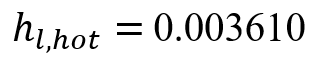 h_{l,hot} = 0.003610